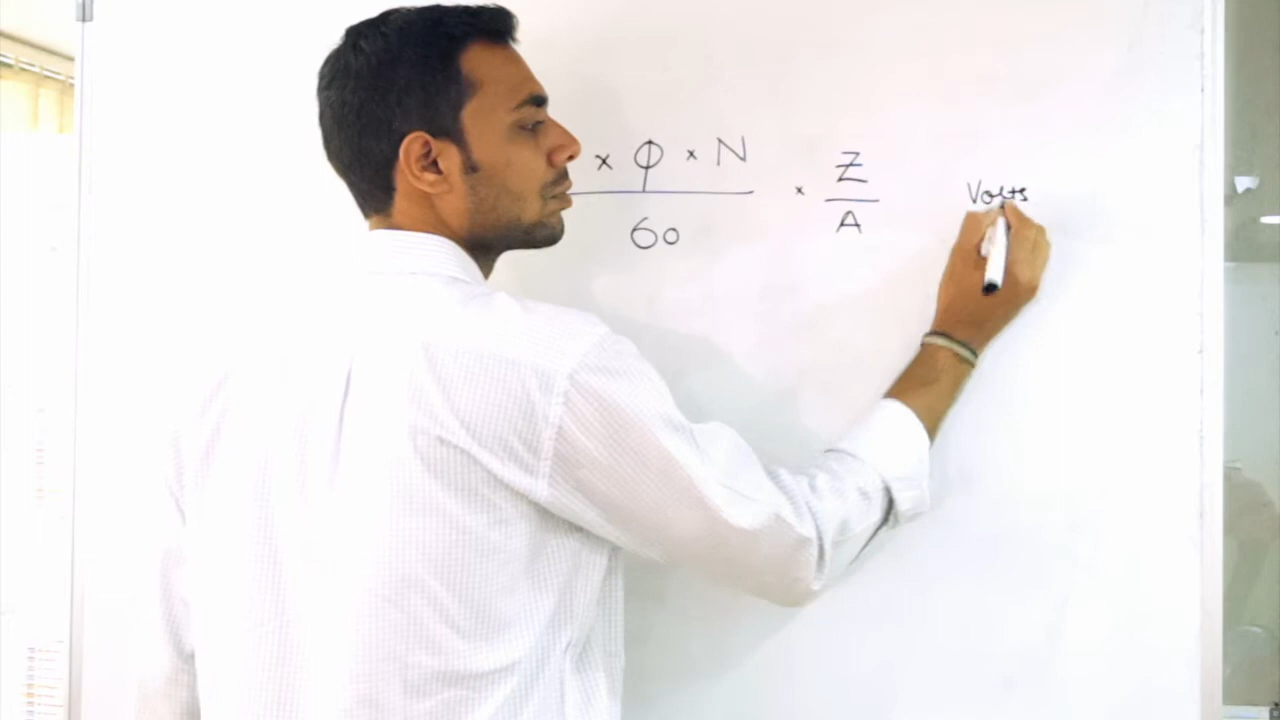 × φ × N / 60 × Z / A Volts